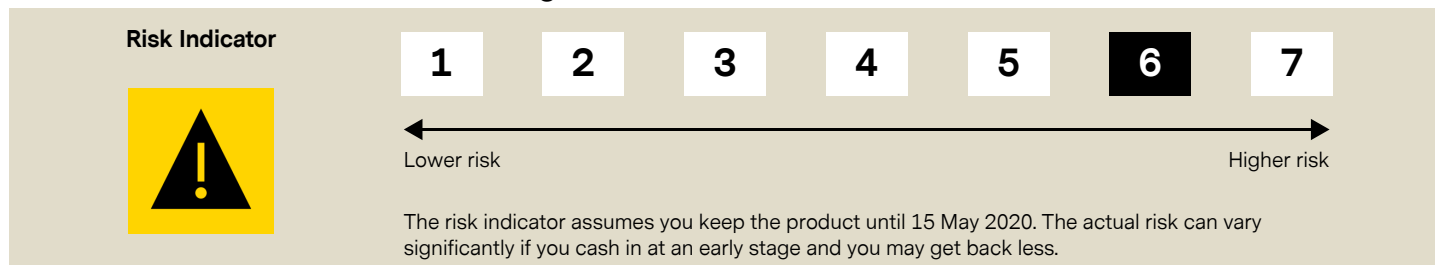 Risk Indicator
1 2 3 4 5 6 7
Lower risk Higher risk
The risk indicator assumes you keep the product until 15 May 2020. The actual risk can vary
significantly if you cash in at an early stage and you may get back less.